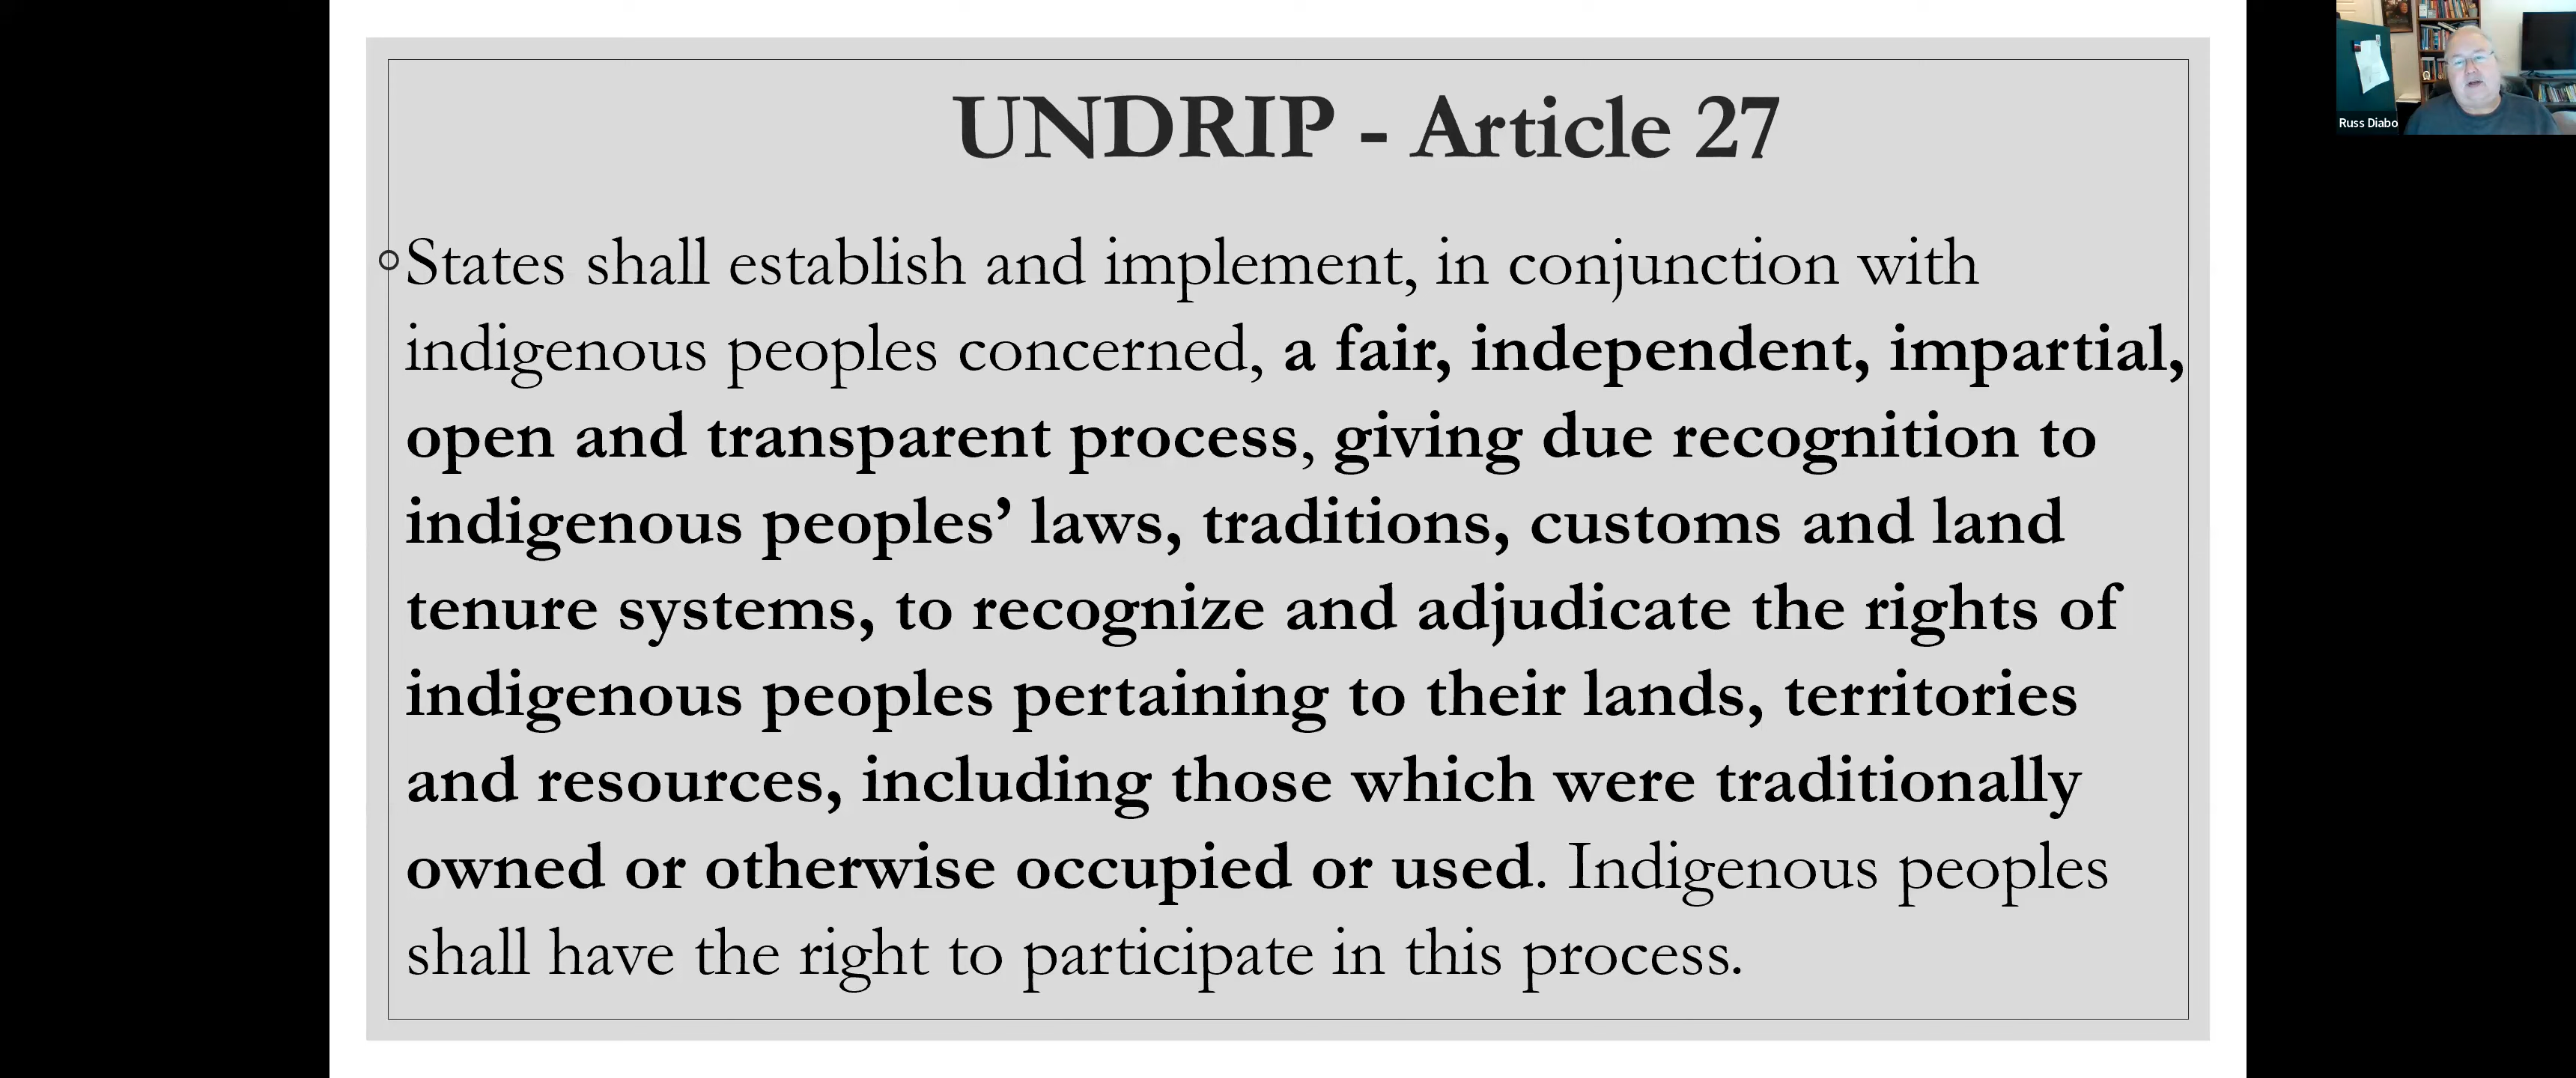 UNDRIP - Article 27
States shall establish and implement, in conjunction with
indigenous peoples concerned, a fair, independent, impartial,
open and transparent process, giving due recognition to
indigenous peoples’ laws, traditions, customs and land
tenure systems, to recognize and adjudicate the rights of
indigenous peoples pertaining to their lands, territories
and resources, including those which were traditionally
owned or otherwise occupied or used. Indigenous peoples
shall have the right to participate in this process.
Russ Diabo